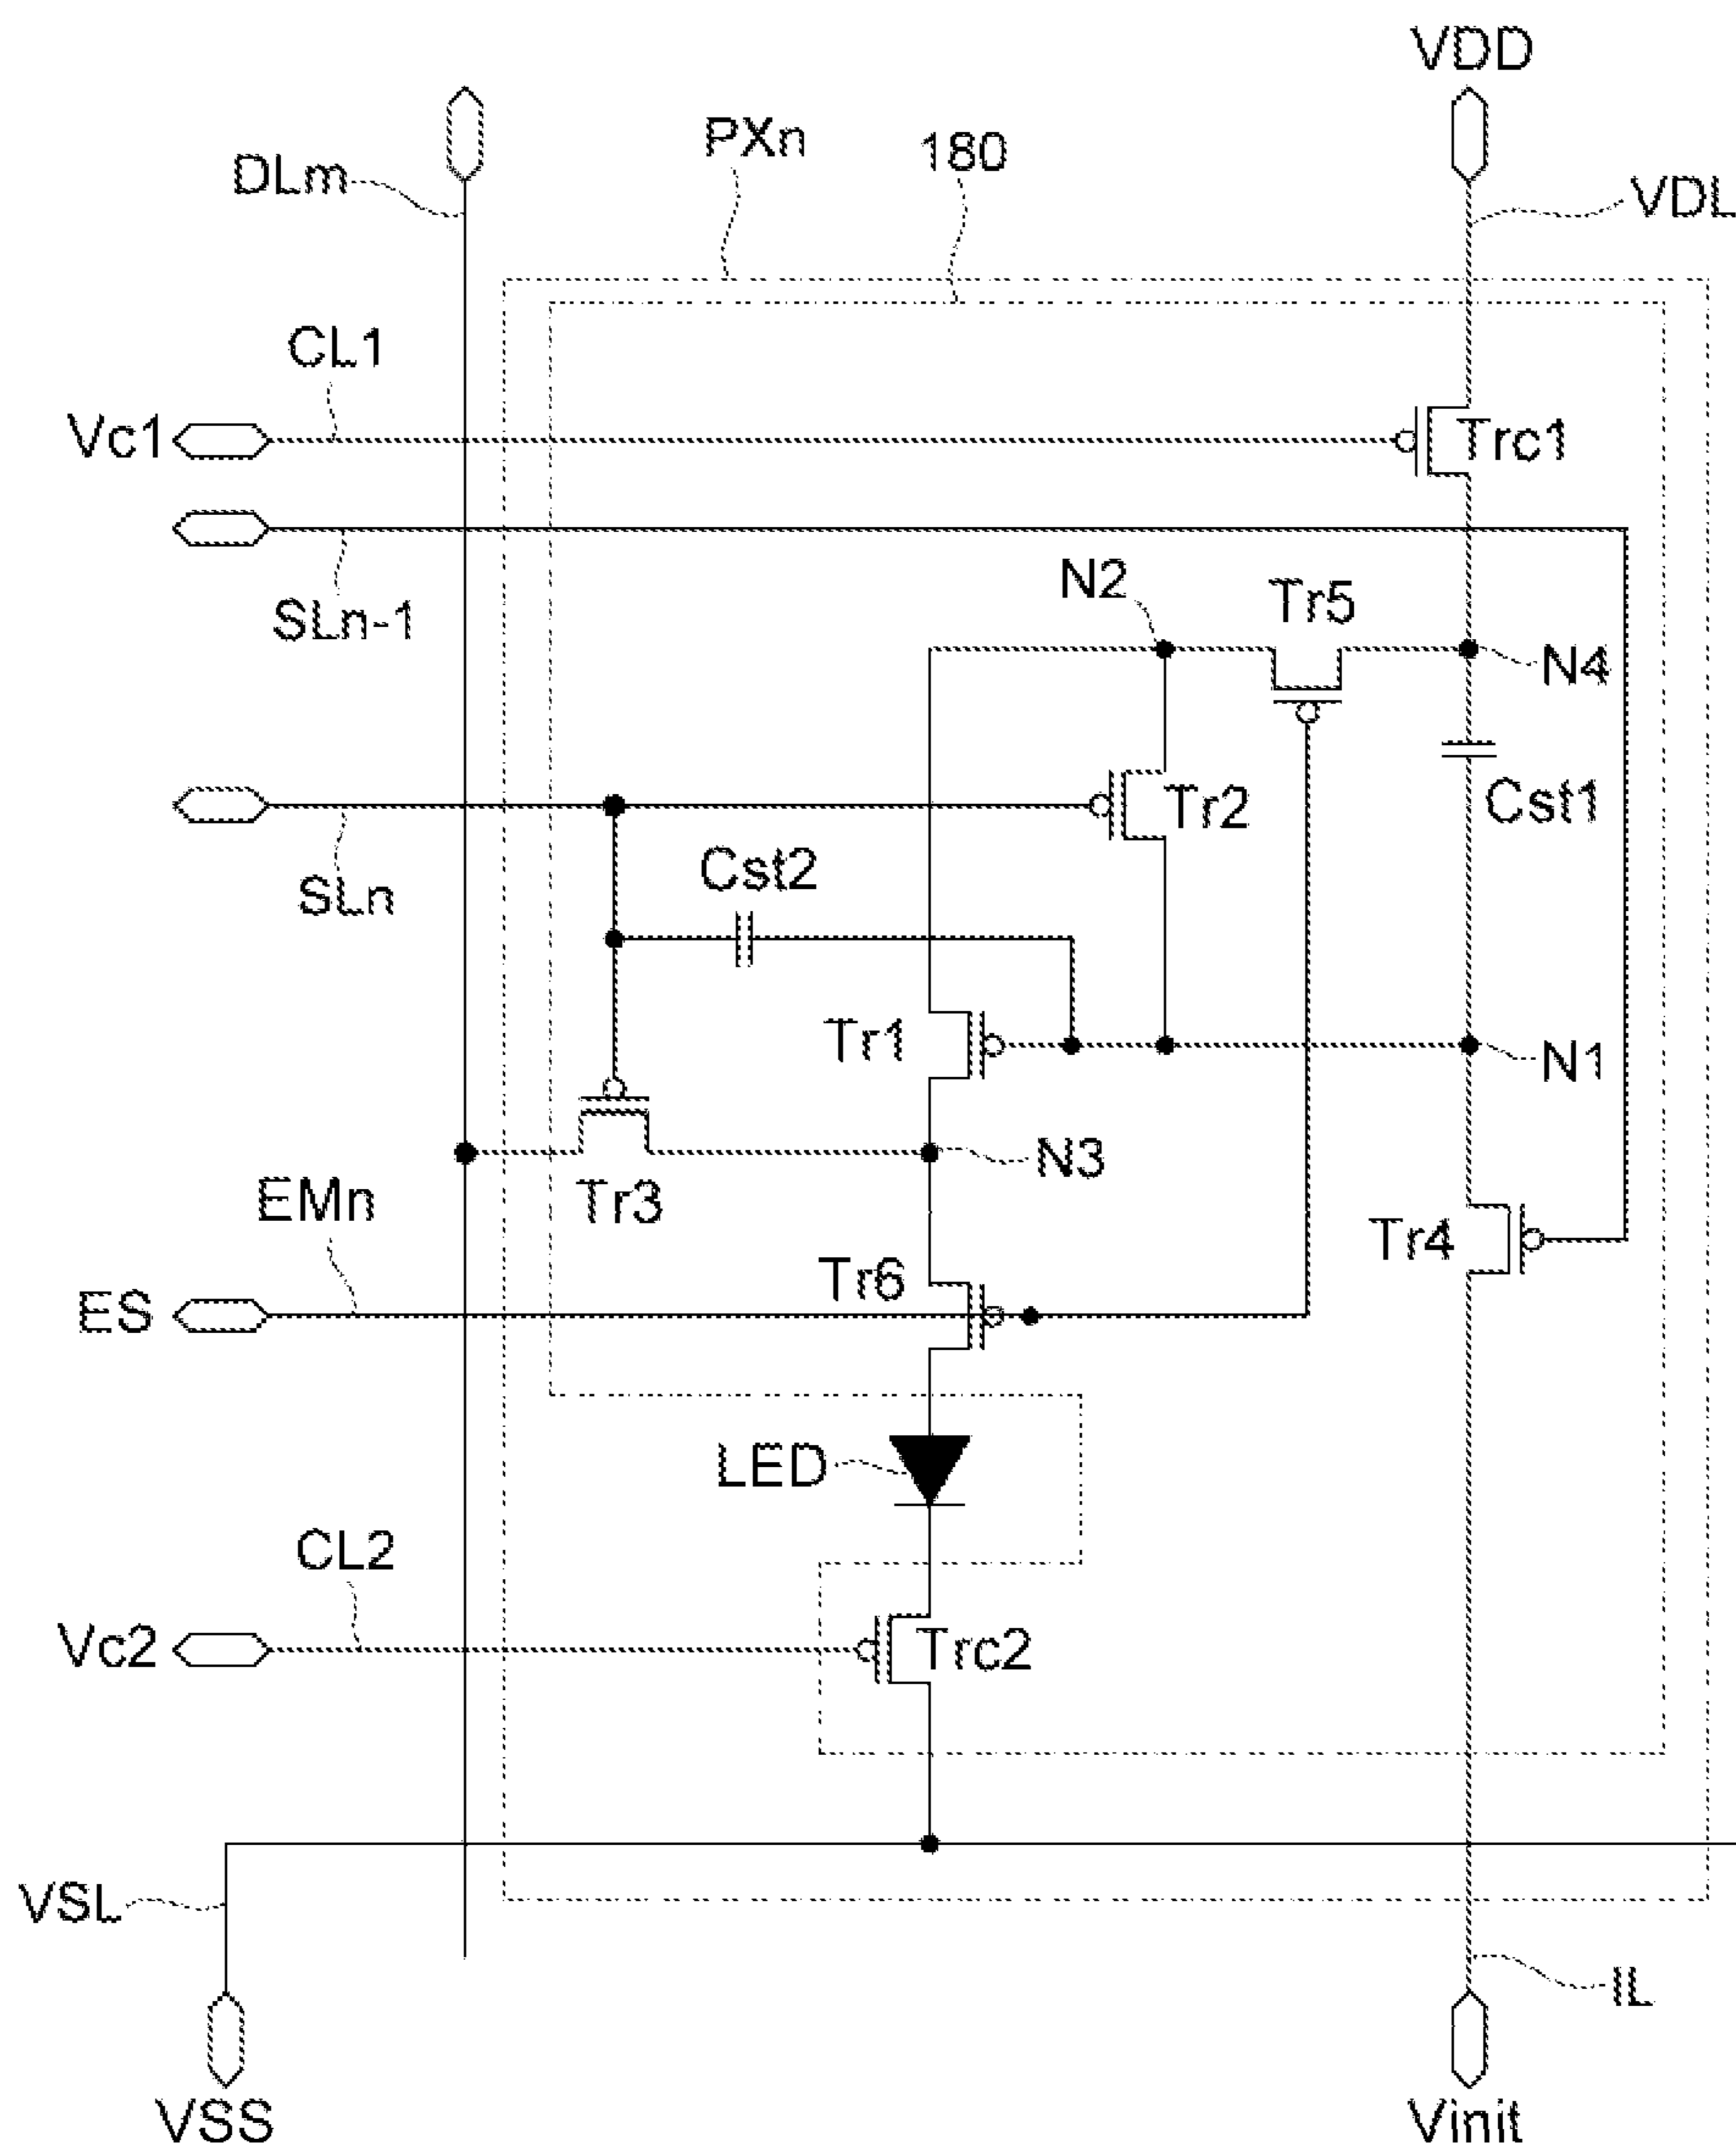 VDD
PXn
180
DLm
VDL
CL1
Vc1
Trc1
SLn-1
N2
Tr5
N4
Tr2
Cst1
SLn
Cst2
Tr1
N1
N3
EMn
Tr3
Tr4
Tr6
ES
LED
CL2
Vc2
Trc2
VSL
IL
VSS
Vinit